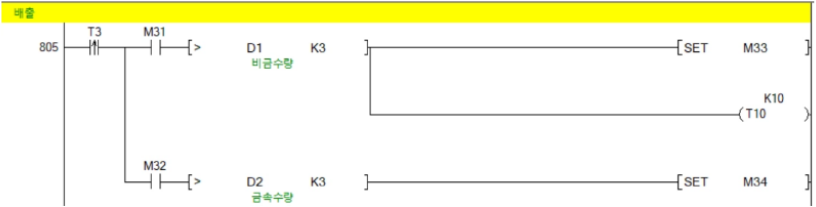 배출
T3 M31
805 [> D1 K3 ] [SET M33 ]
비금수량
K10
(T10 )
M32
[> D2 K3 ] [SET M34 ]
금속수량